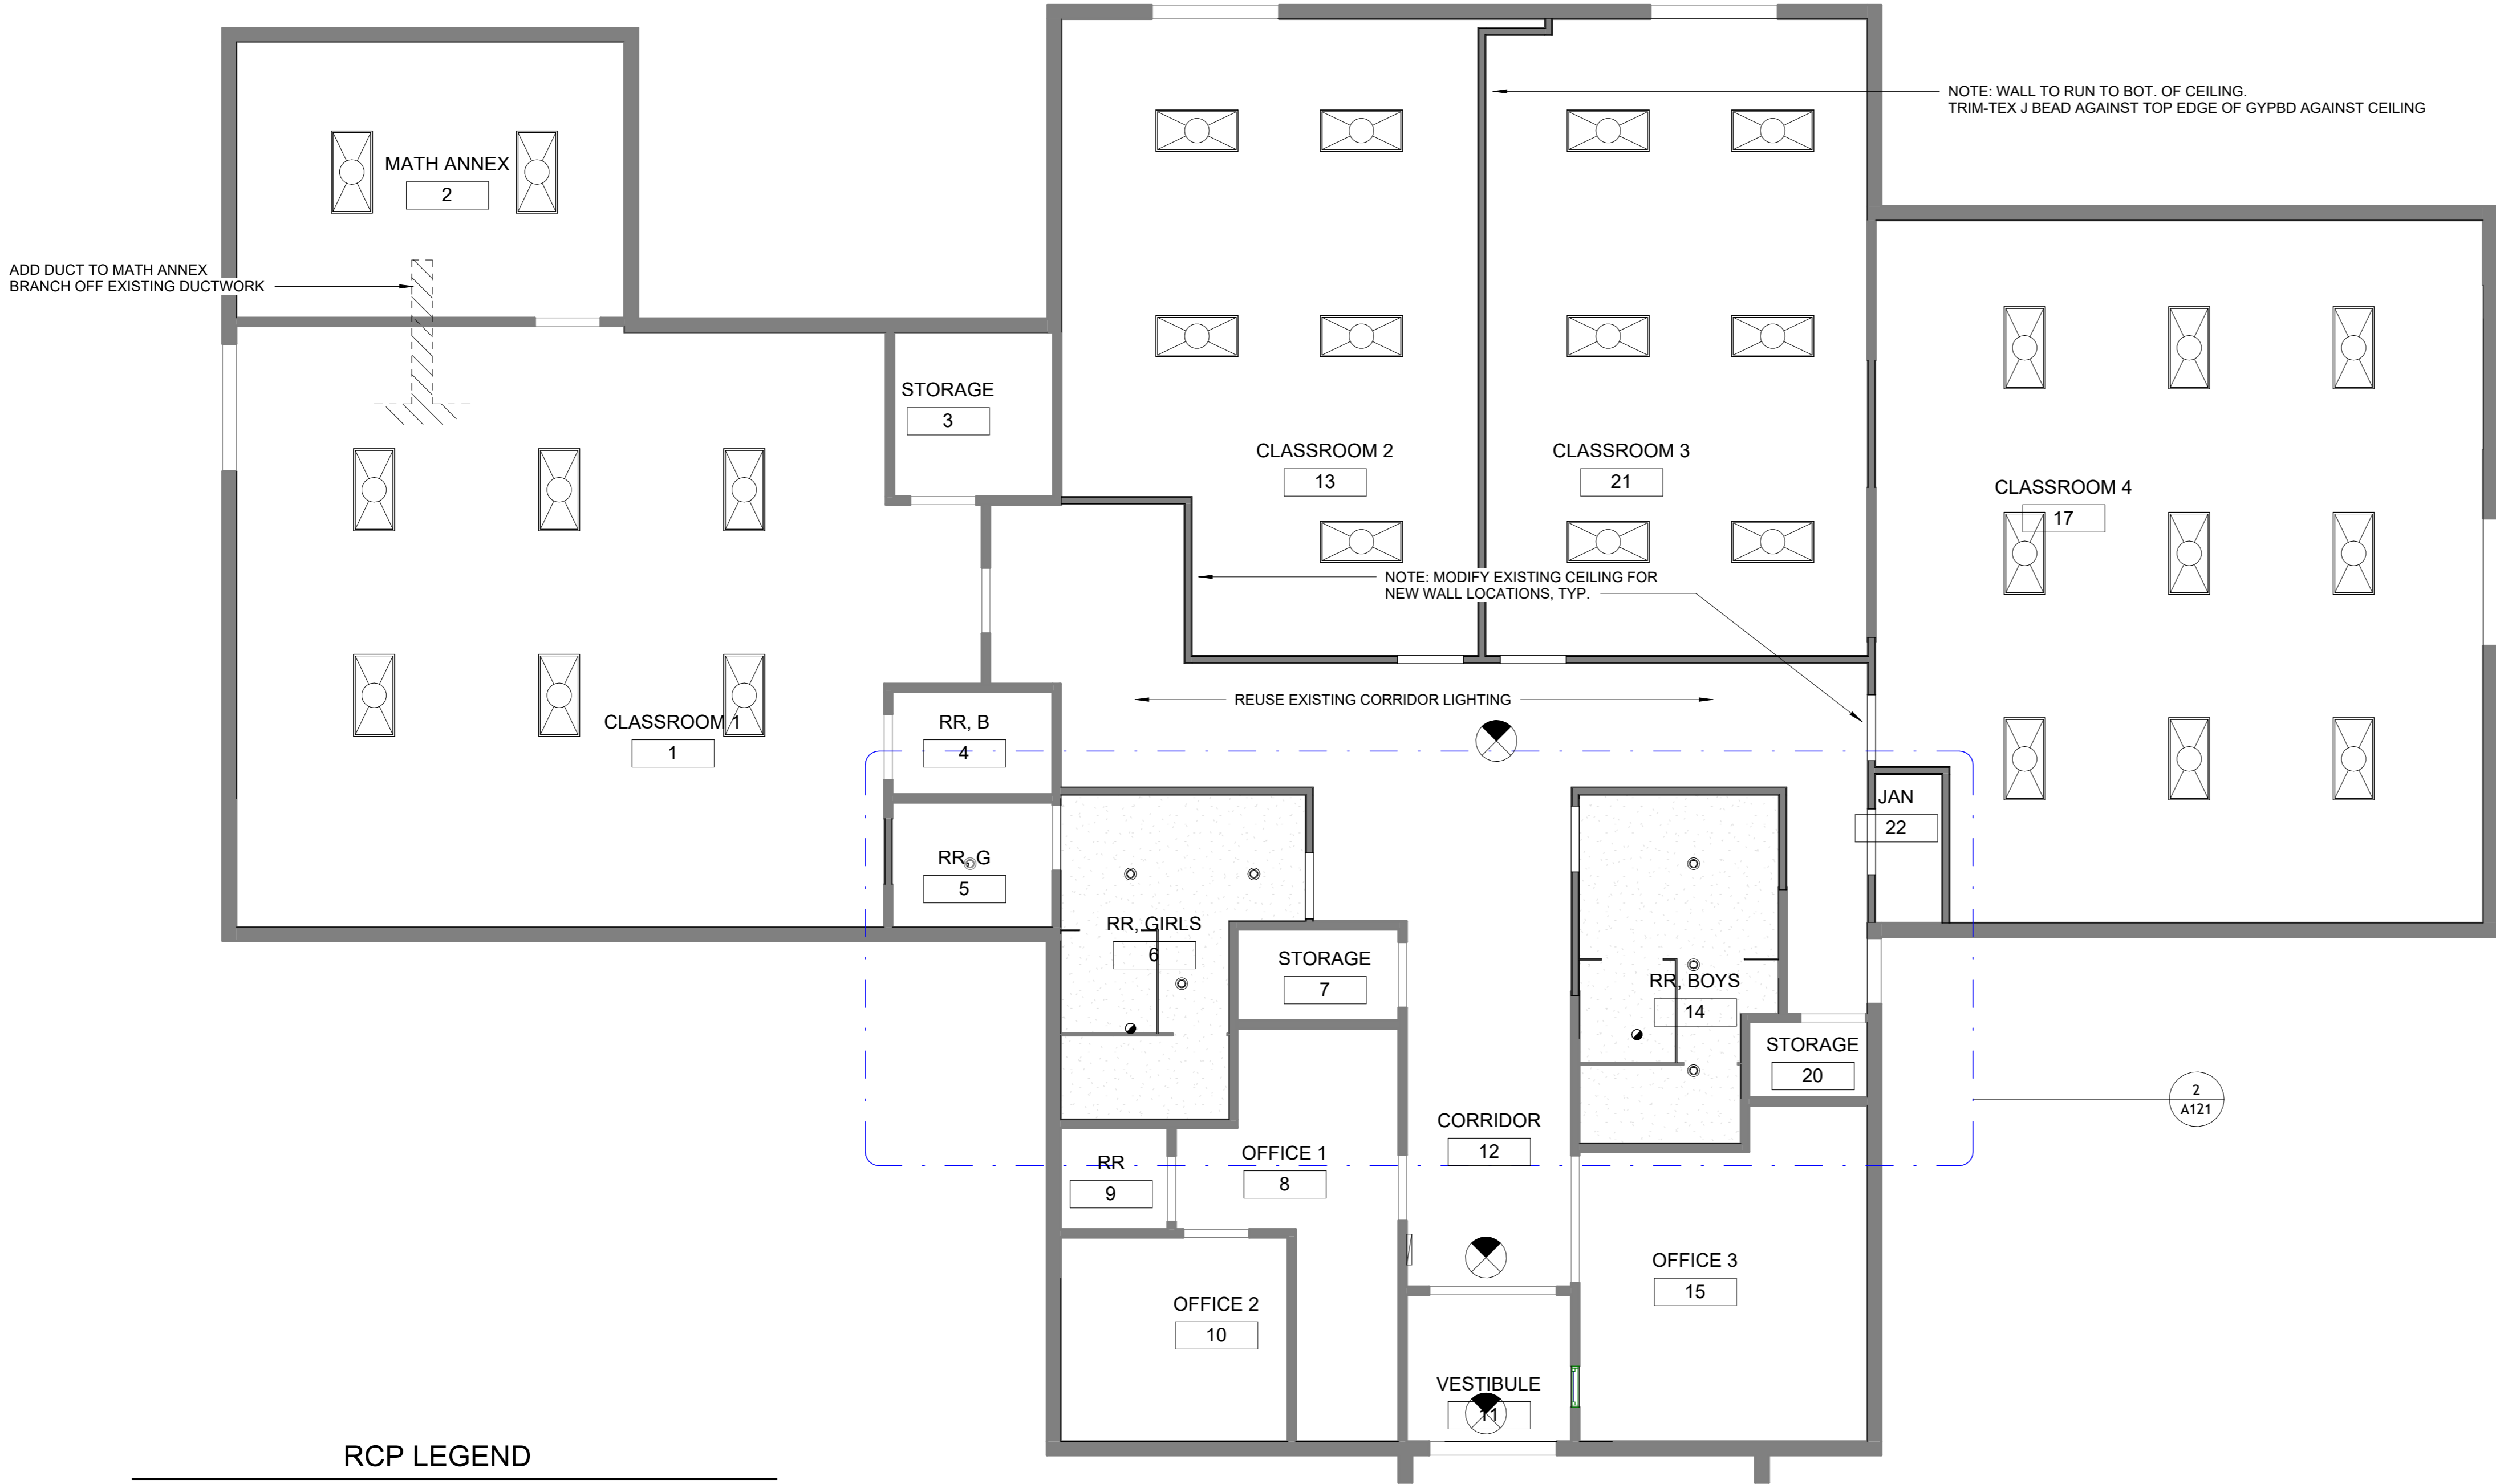 NOTE: WALL TO RUN TO BOT. OF CEILING.
TRIM-TEX J BEAD AGAINST TOP EDGE OF GYPBD AGAINST CEILING
MATH ANNEX
2
ADD DUCT TO MATH ANNEX
BRANCH OFF EXISTING DUCTWORK
STORAGE
3
CLASSROOM 2
13
CLASSROOM 3
21
CLASSROOM 4
17
NOTE: MODIFY EXISTING CEILING FOR
NEW WALL LOCATIONS, TYP.
REUSE EXISTING CORRIDOR LIGHTING
CLASSROOM 1
1
RR, B
4
JAN
22
RR, G
5
RR, GIRLS
6
STORAGE
7
RR, BOYS
14
STORAGE
20
2
A121
CORRIDOR
12
OFFICE 1
8
RR
9
OFFICE 3
15
OFFICE 2
10
VESTIBULE
11
RCP LEGEND